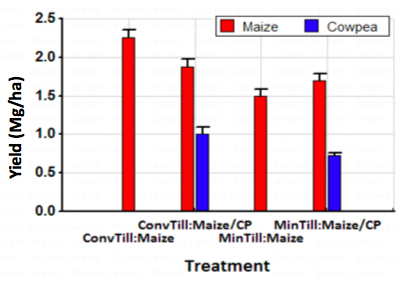 Maize Cowpea
Yield (Mg/ha)
2.5
2.0
1.5
1.0
0.5
0.0
ConvTill:Maize/CP MinTill:Maize/CP
ConvTill:Maize MinTill:Maize
Treatment